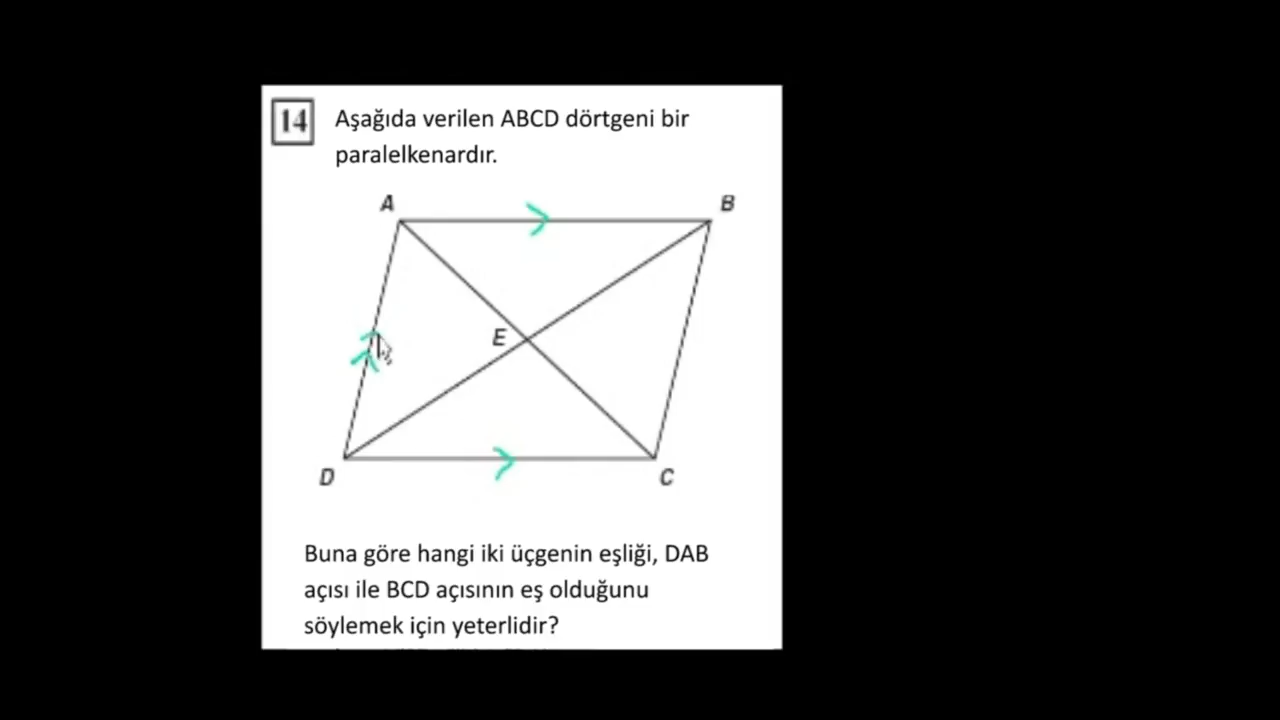 14 Aşağıda verilen ABCD dörtgeni bir
paralelkenardır.
A B
E
D C
Buna göre hangi iki üçgenin eşliği, DAB
açısı ile BCD açısının eş olduğunu
söylemek için yeterlidir?